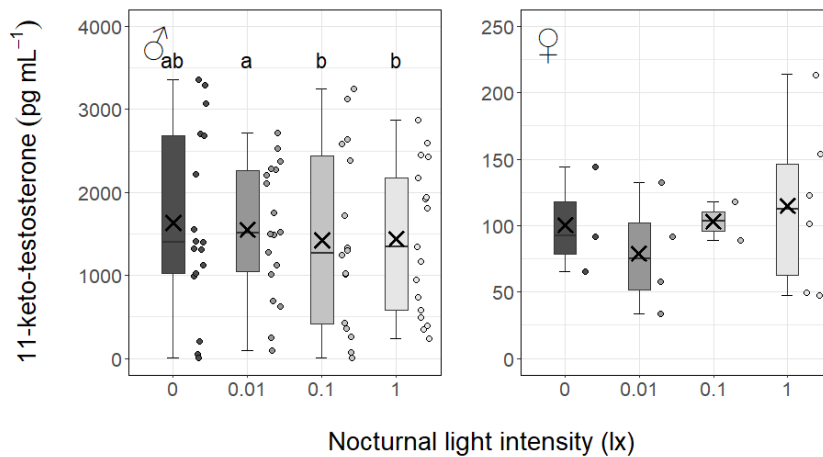 11-keto-testosterone (pg mL⁻¹)
♂
ab a b b
4000
3000
2000
1000
0
0 0.01 0.1 1
♀
250
200
150
100
50
0
0 0.01 0.1 1
Nocturnal light intensity (lx)